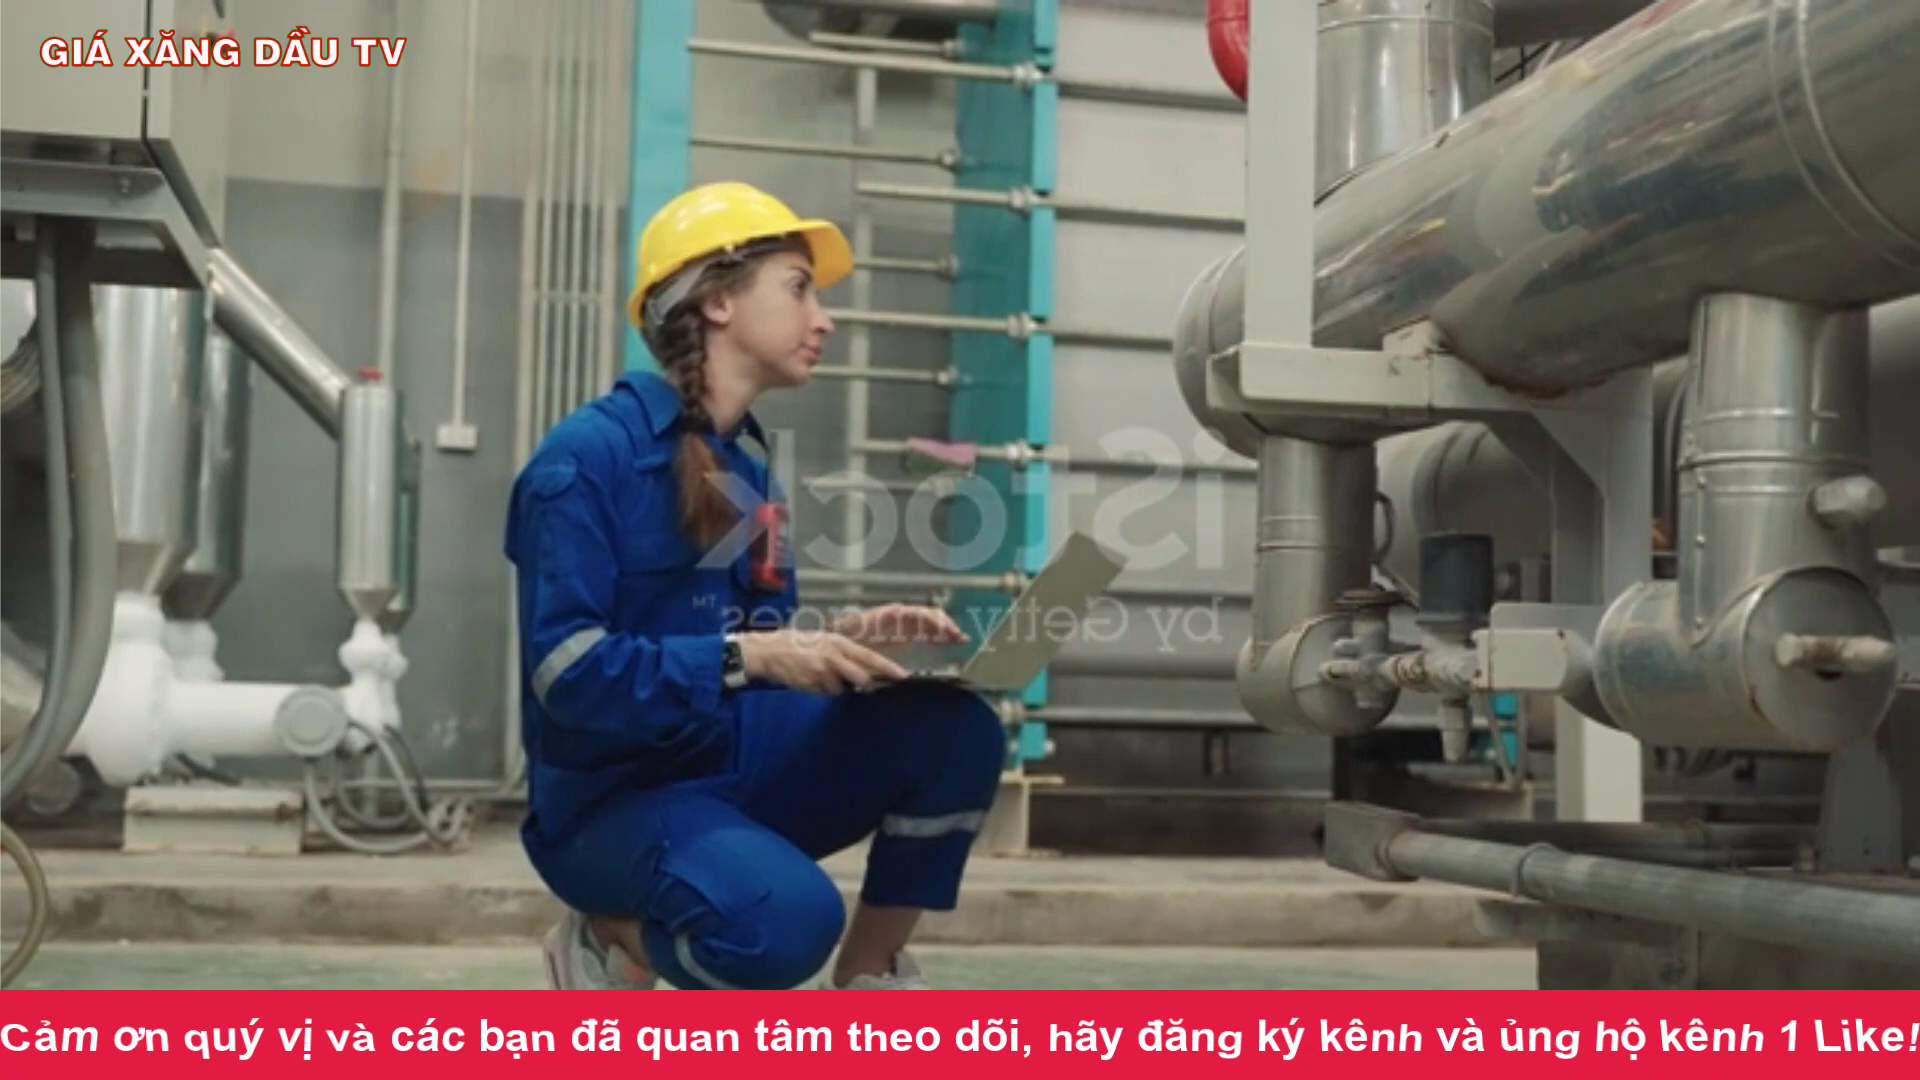 GIÁ XĂNG DẦU TV
iStock
by Getty Images™
Cảm ơn quý vị và các bạn đã quan tâm theo dõi, hãy đăng ký kênh và ủng hộ kênh 1 Like!